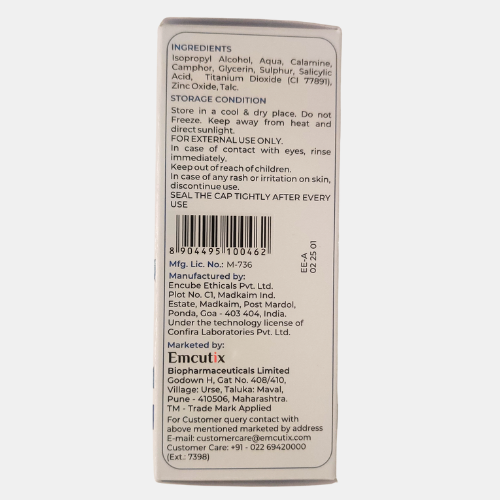 INGREDIENTS
Isopropyl Alcohol, Aqua, Calamine,
Camphor, Glycerin, Sulphur, Salicylic
Acid, Titanium Dioxide (CI 77891),
Zinc Oxide, Talc.
STORAGE CONDITION
Store in a cool & dry place. Do not
Freeze. Keep away from heat and
direct sunlight.
FOR EXTERNAL USE ONLY.
In case of contact with eyes, rinse
immediately.
Keep out of reach of children.
In case of any rash or irritation on skin,
discontinue use.
SEAL THE CAP TIGHTLY AFTER EVERY
USE
8 904495 100462
EE-A
02 25 01
Mfg. Lic. No.: M-736
Manufactured by:
Encube Ethicals Pvt. Ltd.
Plot No. C1, Madkaim Ind.
Estate, Madkaim, Post Mardol,
Ponda, Goa - 403 404, India.
Under the technology license of
Confira Laboratories Pvt. Ltd.
Marketed by:
Emcutix
Biopharmaceuticals Limited
Godown H, Gat No. 408/410,
Village: Urse, Taluka: Maval,
Pune - 410506, Maharashtra.
TM - Trade Mark Applied
For Customer query contact with
above mentioned marketed by address
E-mail: customercare@emcutix.com
Customer Care: +91 - 022 69420000
(Ext.: 7398)